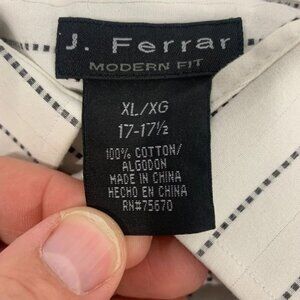 J. Ferrar
MODERN FIT
XL/XG
17-17½
100% COTTON/
ALGODON
MADE IN CHINA
HECHO EN CHINA
RN#75670